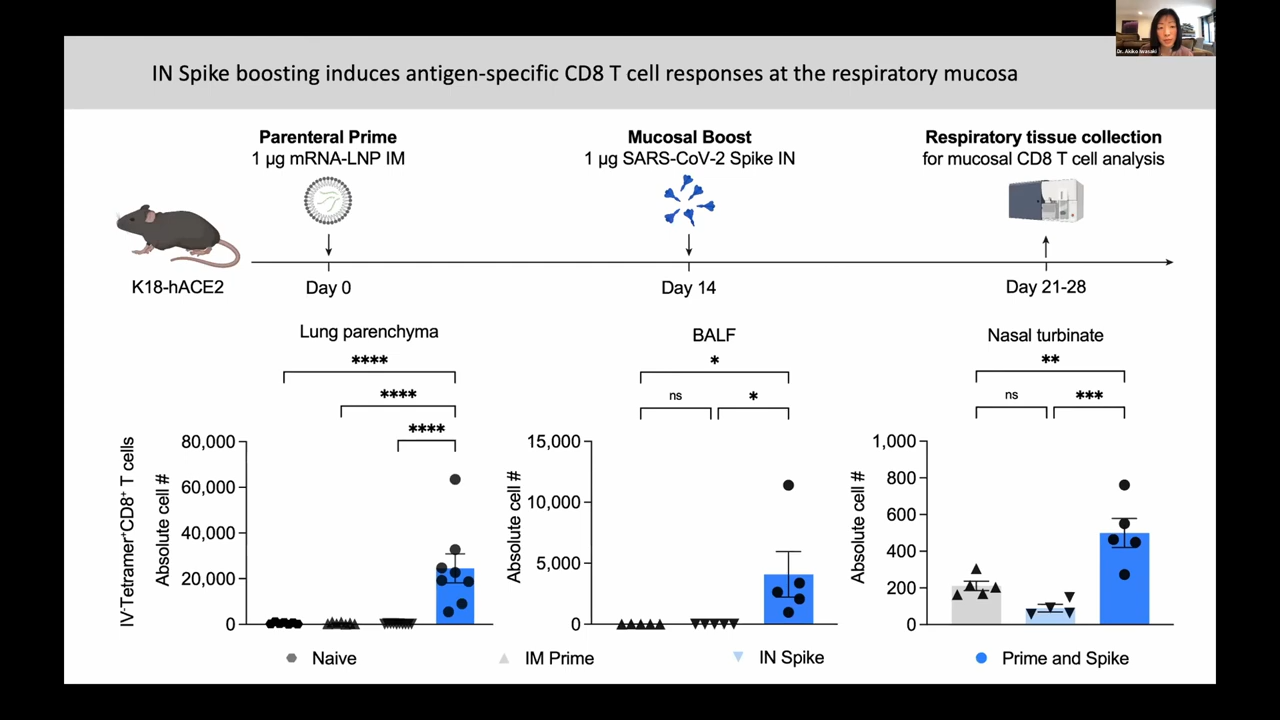 Dr. Akiko Iwasaki
IN Spike boosting induces antigen-specific CD8 T cell responses at the respiratory mucosa
Parenteral Prime
1 µg mRNA-LNP IM
Mucosal Boost
1 µg SARS-CoV-2 Spike IN
Respiratory tissue collection
for mucosal CD8 T cell analysis
K18-hACE2
Day 0
Day 14
Day 21-28
Lung parenchyma
****
****
****
IV-Tetramer+CD8+ T cells
Absolute cell #
80,000
60,000
40,000
20,000
0
BALF
*
ns
*
Absolute cell #
15,000
10,000
5,000
0
Nasal turbinate
**
ns
***
Absolute cell #
1,000
800
600
400
200
0
Naive
IM Prime
IN Spike
Prime and Spike